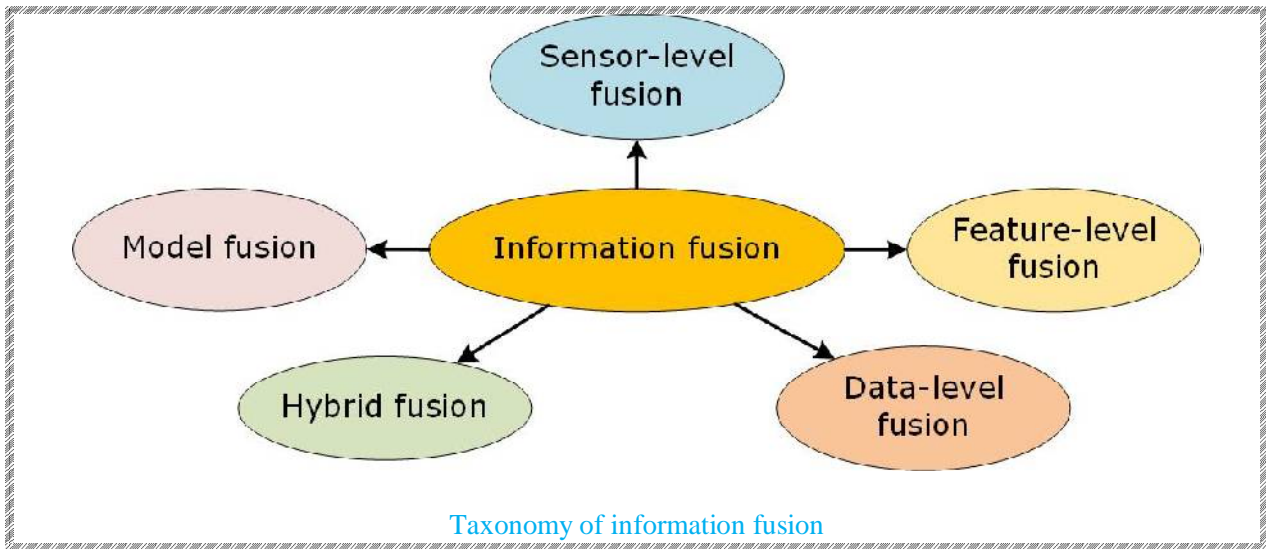 Sensor-level
fusion
Model fusion
Information fusion
Feature-level
fusion
Hybrid fusion
Data-level
fusion
Taxonomy of information fusion